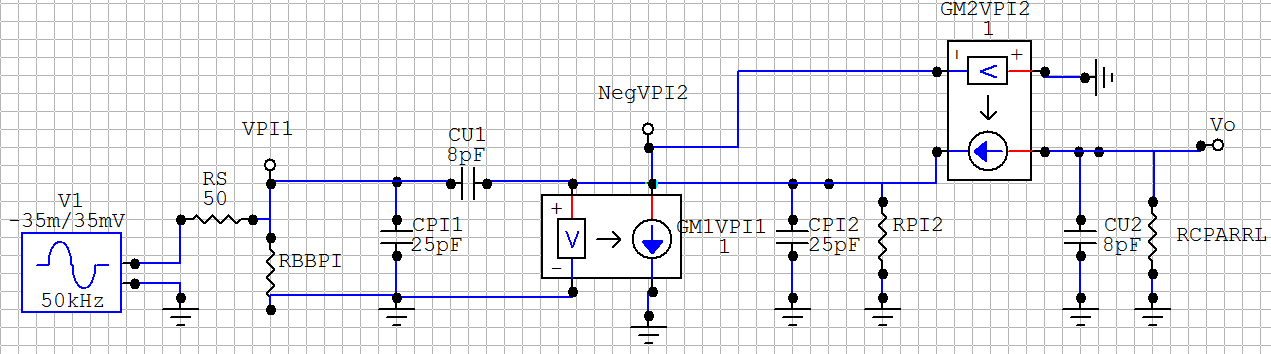 GM2VPI2
1
+
NegVPI2
Vo
VPI1
CU1
8pF
RS
50
V1
-35m/35mV
50kHz
RBBPI
CPI1
25pF
+
V
-
GM1VPI1
1
CPI2
25pF
RPI2
CU2
8pF
RCPARRL